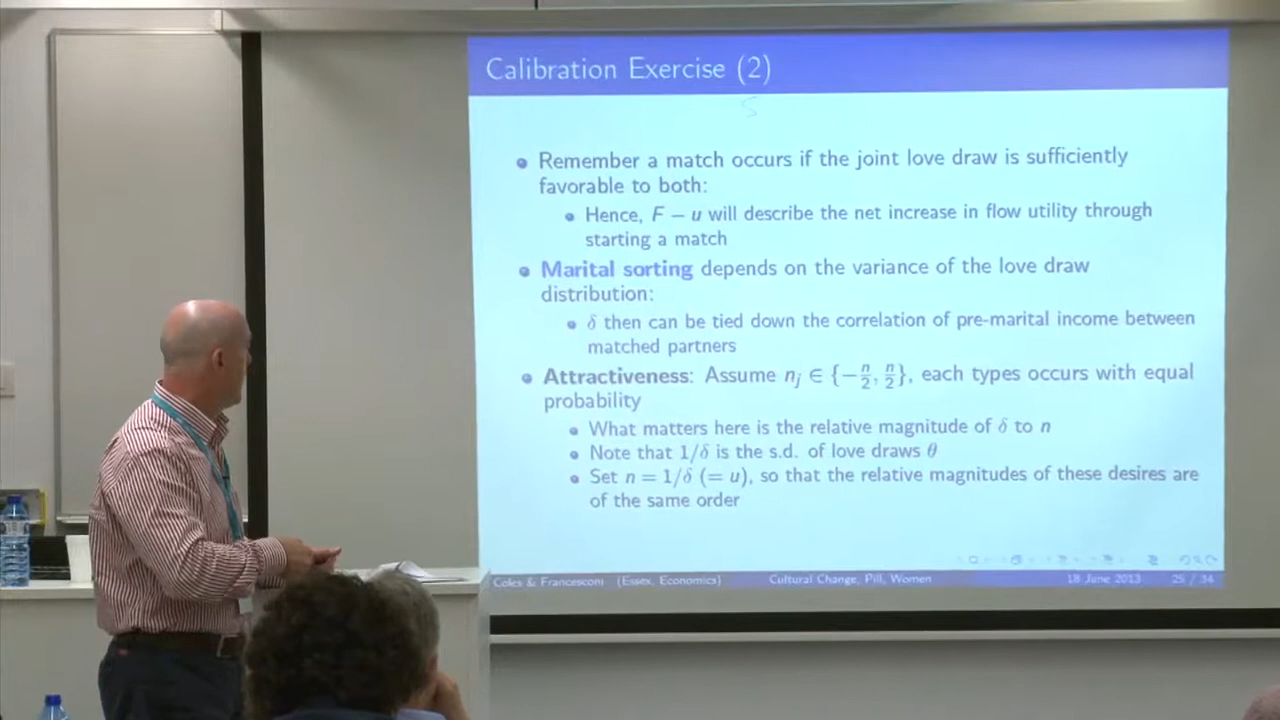 Calibration Exercise (2)
Remember a match occurs if the joint love draw is sufficiently
favorable to both:
Hence, F − u will describe the net increase in flow utility through
starting a match
Marital sorting depends on the variance of the love draw
distribution:
δ then can be tied down the correlation of pre-marital income between
matched partners
Attractiveness: Assume nj ∈ {−n/2, n/2}, each types occurs with equal
probability
What matters here is the relative magnitude of δ to n
Note that 1/δ is the s.d. of love draws θ
Set n = 1/δ (= u), so that the relative magnitudes of these desires are
of the same order
Coles & Francesconi (Essex, Economics) Cultural Change, Pill, Women 18 June 2013 25 / 34